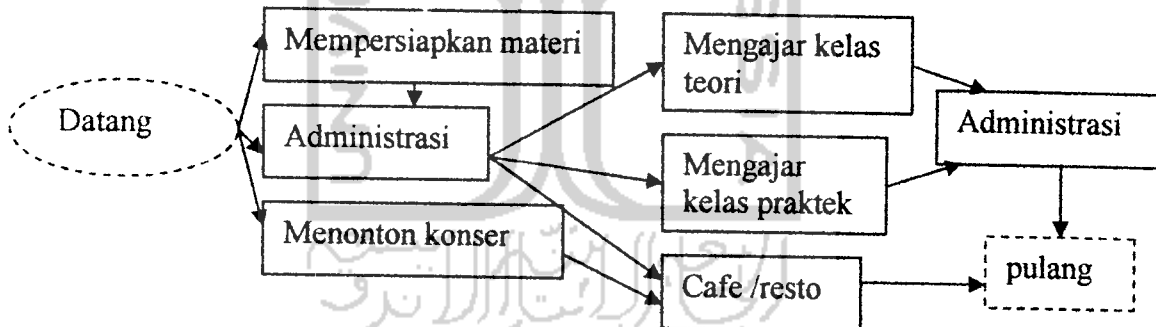 Mempersiapkan materi
Mengajar kelas
teori
Datang
Administrasi
Administrasi
Mengajar
kelas praktek
Menonton konser
Cafe /resto
pulang